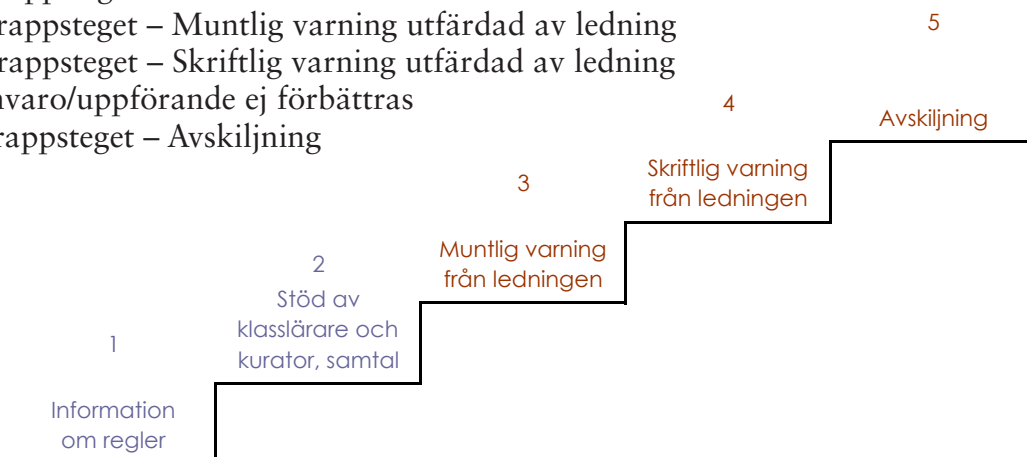 rappsteget – Muntlig varning utfärdad av ledning
rappsteget – Skriftlig varning utfärdad av ledning
varo/uppförande ej förbättras
rappsteget – Avskiljning
5
Avskiljning
4
Skriftlig varning
från ledningen
3
Muntlig varning
från ledningen
2
Stöd av
klasslärare och
kurator, samtal
1
Information
om regler